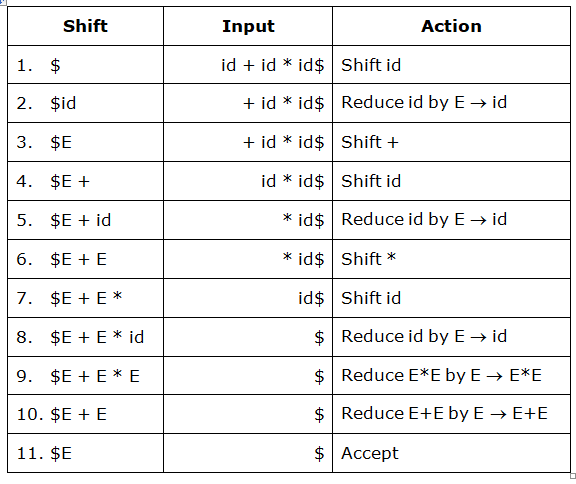 Shift Input Action
1. $ id + id * id$ Shift id
2. $id + id * id$ Reduce id by E → id
3. $E + id * id$ Shift +
4. $E + id * id$ Shift id
5. $E + id * id$ Reduce id by E → id
6. $E + E * id$ Shift *
7. $E + E * id$ Shift id
8. $E + E * id $ Reduce id by E → id
9. $E + E * E $ Reduce E*E by E → E*E
10. $E + E $ Reduce E+E by E → E+E
11. $E $ Accept